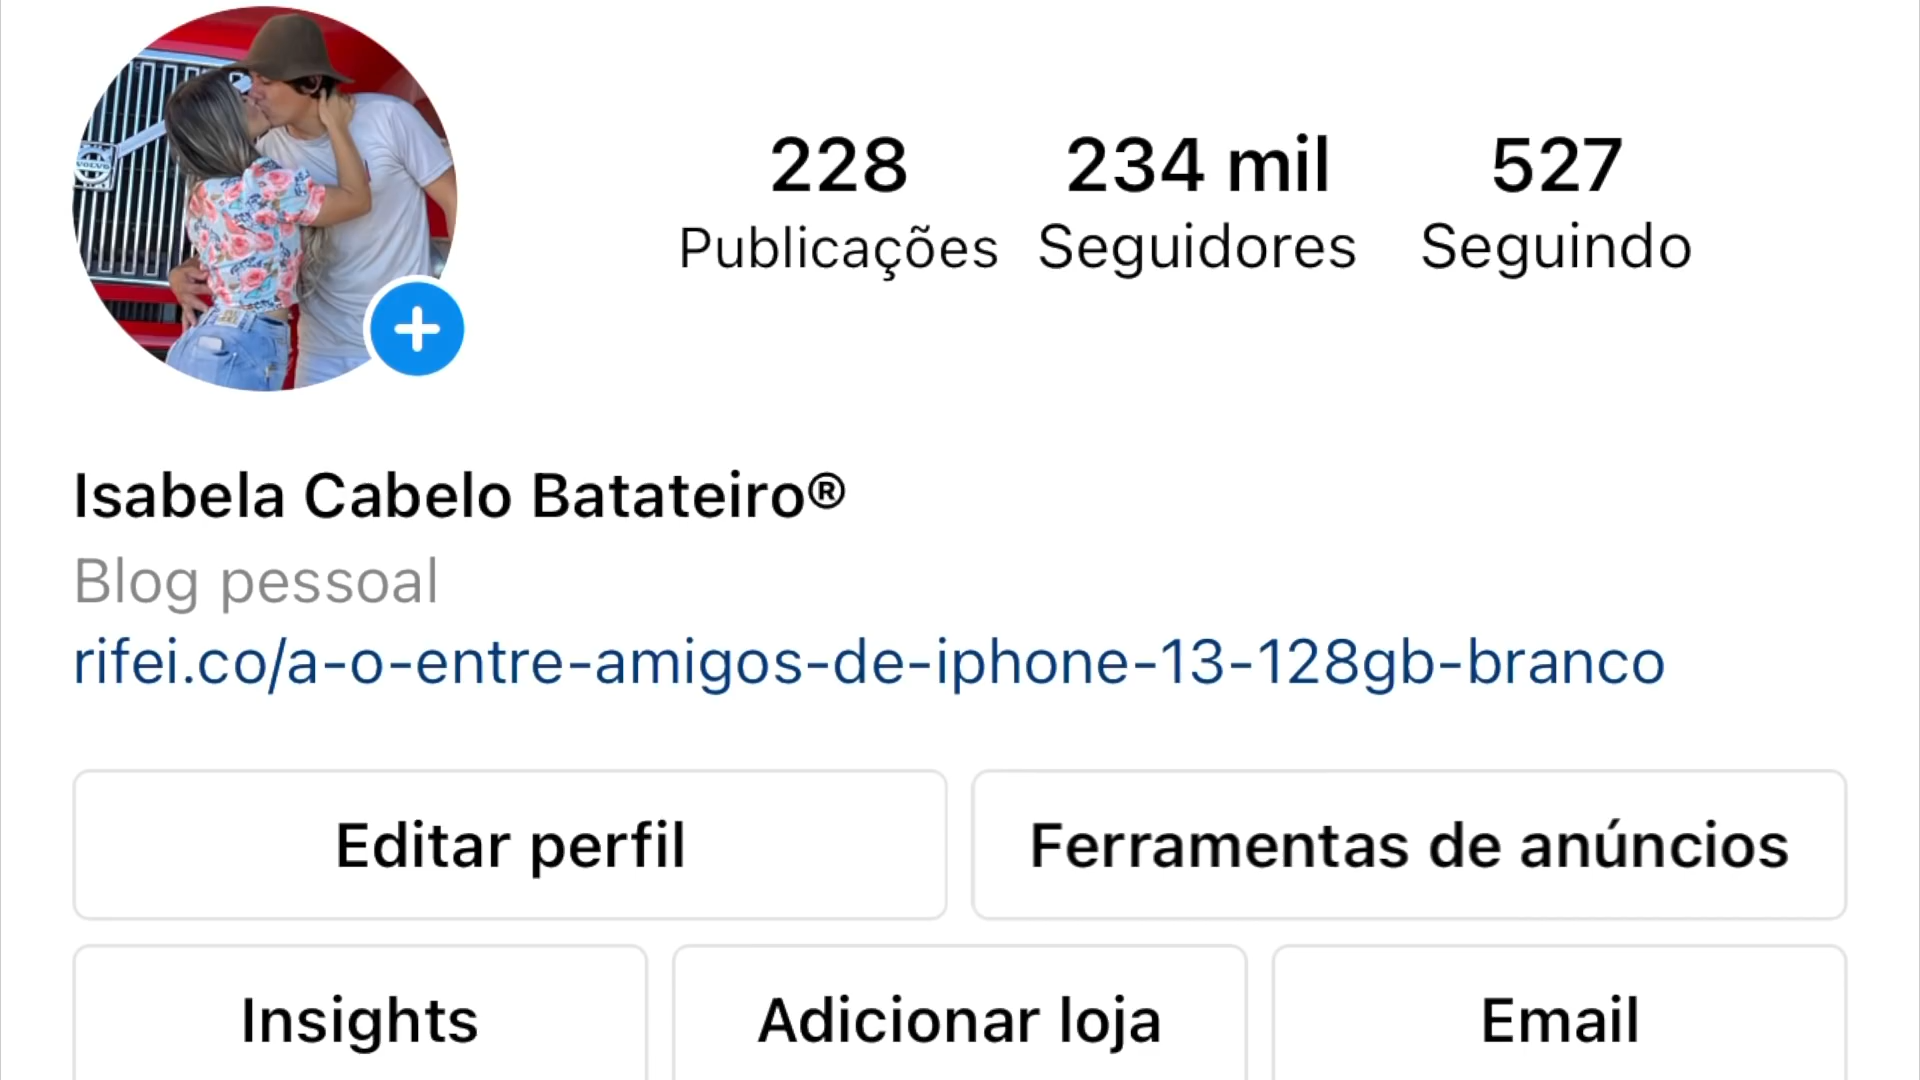 VOLVO
228
234 mil
527
Publicações
Seguidores
Seguindo
Isabela Cabelo Batateiro®
Blog pessoal
rifei.co/a-o-entre-amigos-de-iphone-13-128gb-branco
Editar perfil
Ferramentas de anúncios
Insights
Adicionar loja
Email